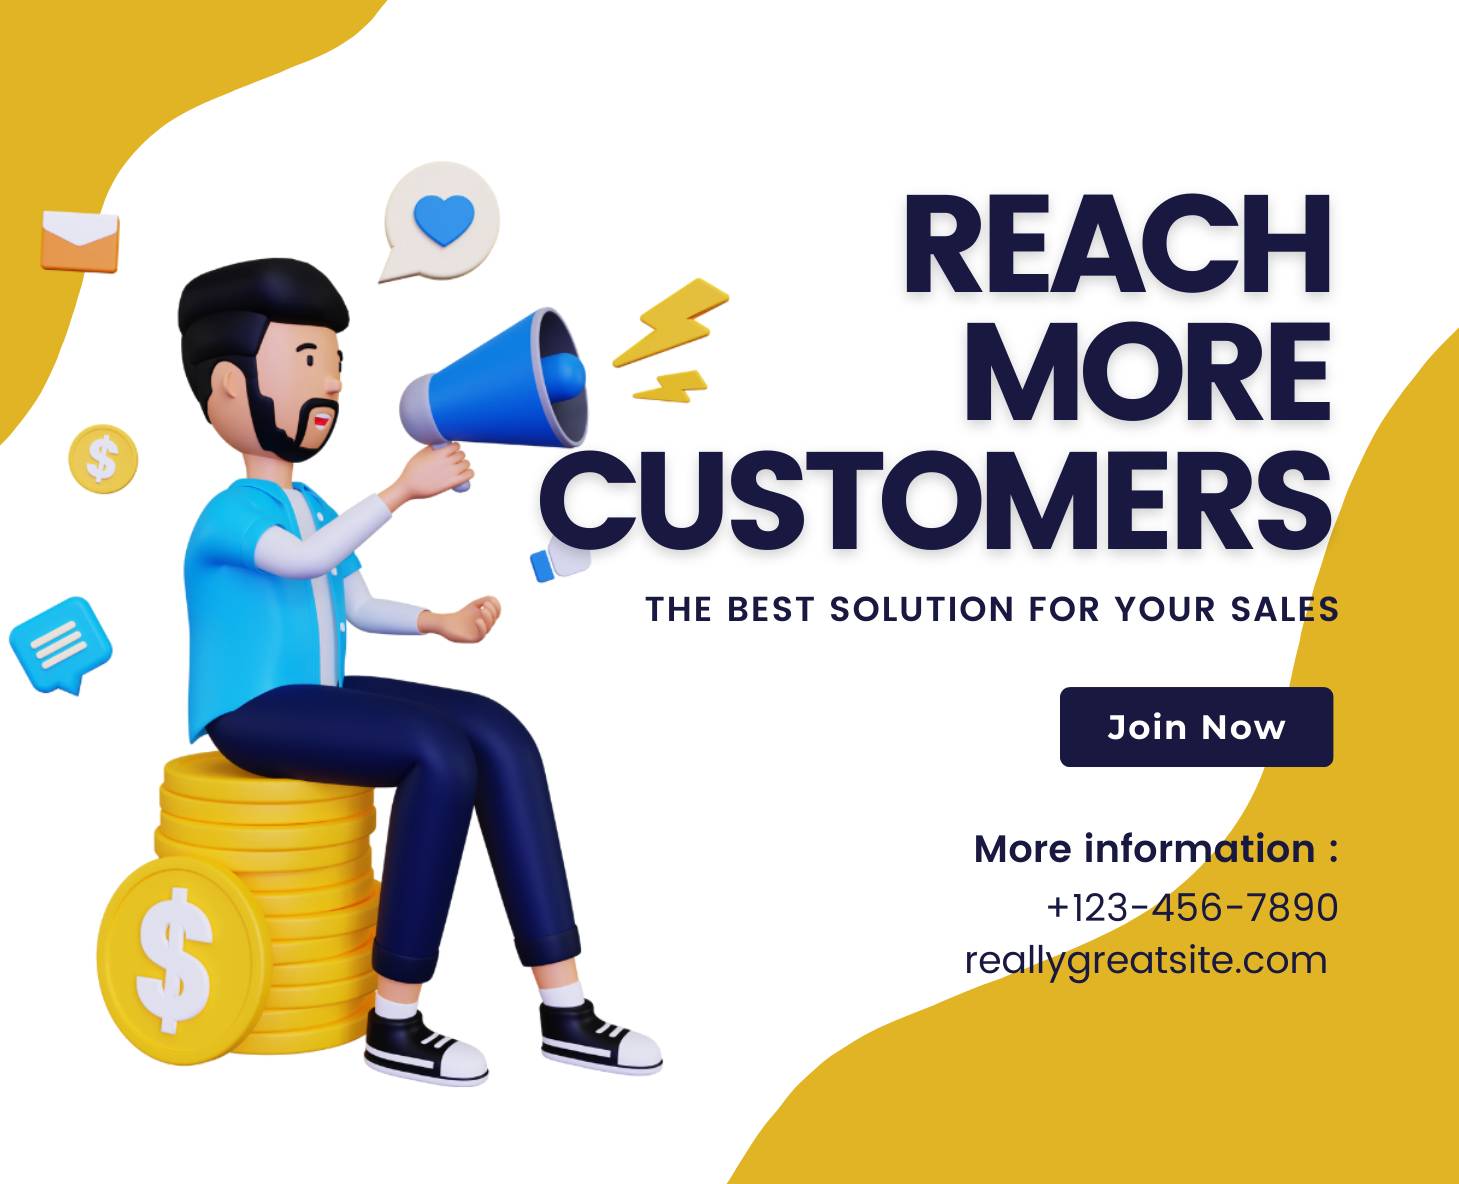 REACH
MORE
CUSTOMERS
THE BEST SOLUTION FOR YOUR SALES
Join Now
More information :
+123-456-7890
reallygreatsite.com
$
$